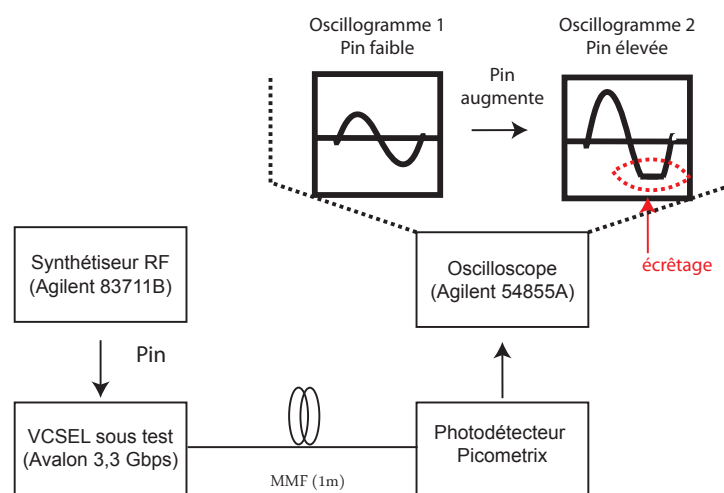 Oscillogramme 1
Pin faible
Oscillogramme 2
Pin élevée
Pin
augmente
écrêtage
Synthétiseur RF
(Agilent 83711B)
Oscilloscope
(Agilent 54855A)
Pin
VCSEL sous test
(Avalon 3,3 Gbps)
MMF (1m)
Photodétecteur
Picometrix